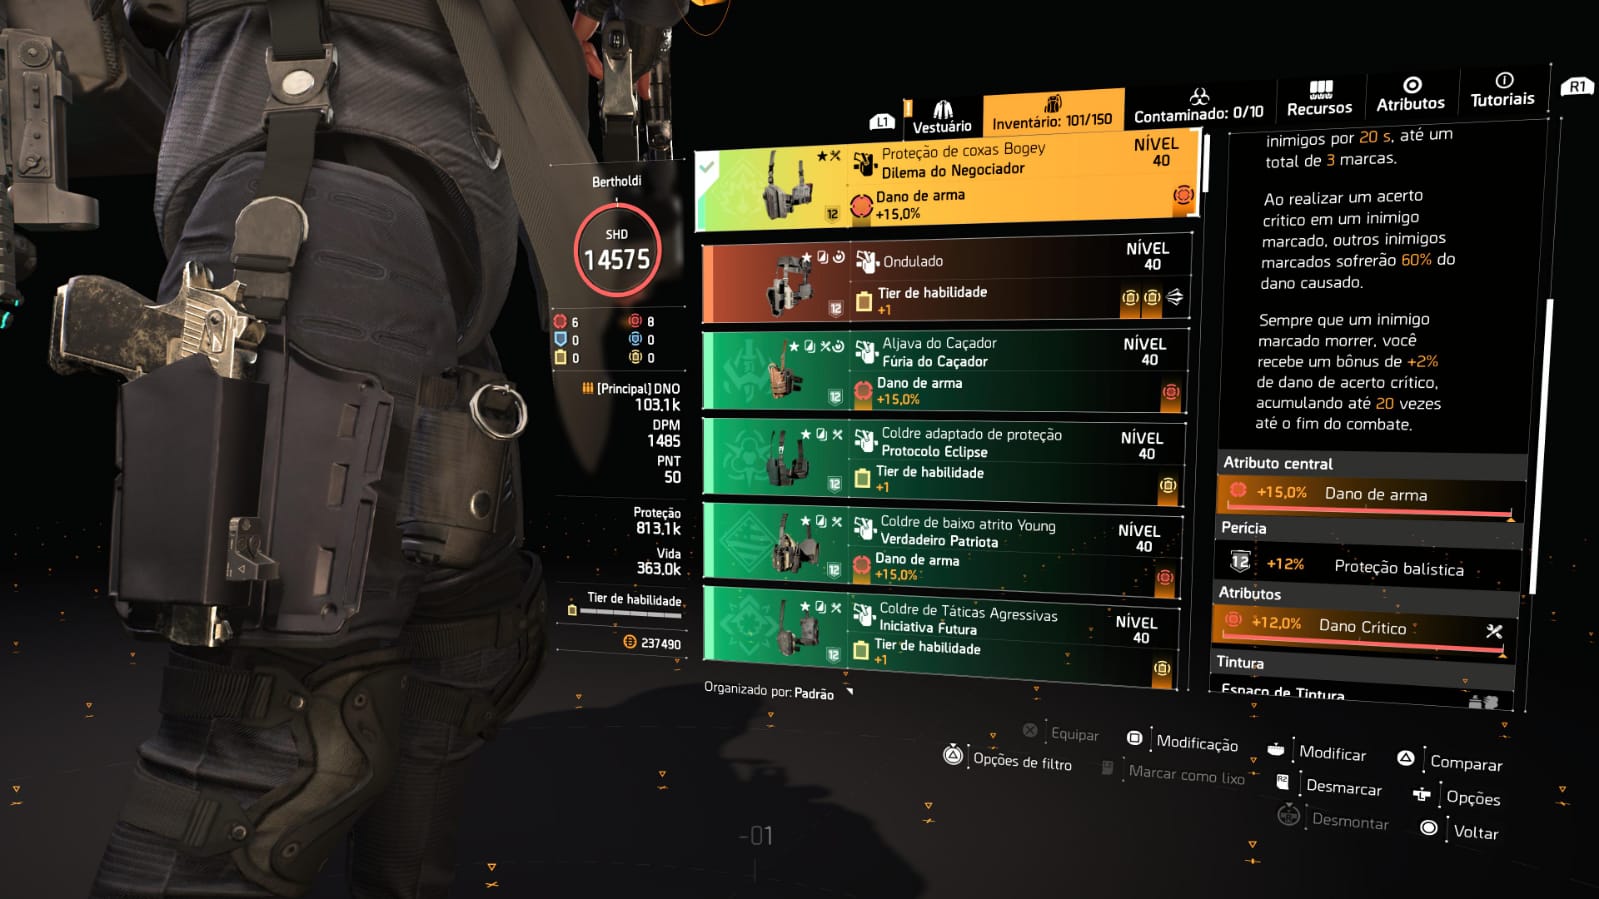 L1
Vestuário
Inventário: 101/150
Contaminado: 0/10
Recursos
Atributos
Tutoriais
R1
Bertholdi
SHD
14575
6
8
0
0
0
0
[Principal] DNO
103,1k
DPM
1485
PNT
50
Proteção
813,1k
Vida
363,0k
Tier de habilidade
237490
Proteção de coxas Bogey
Dilema do Negociador
NÍVEL
40
Dano de arma
+15,0%
12
Ondulado
NÍVEL
40
Tier de habilidade
+1
12
Aljava do Caçador
Fúria do Caçador
NÍVEL
40
Dano de arma
+15,0%
12
Coldre adaptado de proteção
Protocolo Eclipse
NÍVEL
40
Tier de habilidade
+1
12
Coldre de baixo atrito Young
Verdadeiro Patriota
NÍVEL
40
Dano de arma
+15,0%
12
Coldre de Táticas Agressivas
Iniciativa Futura
NÍVEL
40
Tier de habilidade
+1
12
Organizado por: Padrão
inimigos por 20 s, até um
total de 3 marcas.
Ao realizar um acerto
crítico em um inimigo
marcado, outros inimigos
marcados sofrerão 60% do
dano causado.
Sempre que um inimigo
marcado morrer, você
recebe um bônus de +2%
de dano de acerto crítico,
acumulando até 20 vezes
até o fim do combate.
Atributo central
+15,0% Dano de arma
Perícia
12 +12% Proteção balística
Atributos
+12,0% Dano Crítico
Tintura
Espaço de Tintura
Equipar
Modificação
Modificar
Comparar
Opções de filtro
Marcar como lixo
R2 Desmarcar
Opções
Desmontar
Voltar
-01